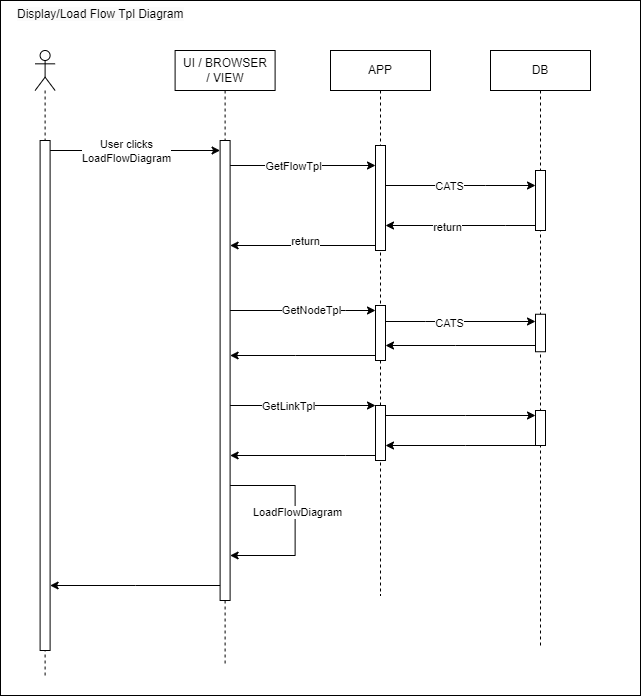 Display/Load Flow Tpl Diagram
UI / BROWSER
/ VIEW
APP
DB
User clicks
LoadFlowDiagram
GetFlowTpl
CATS
return
return
GetNodeTpl
CATS
GetLinkTpl
LoadFlowDiagram